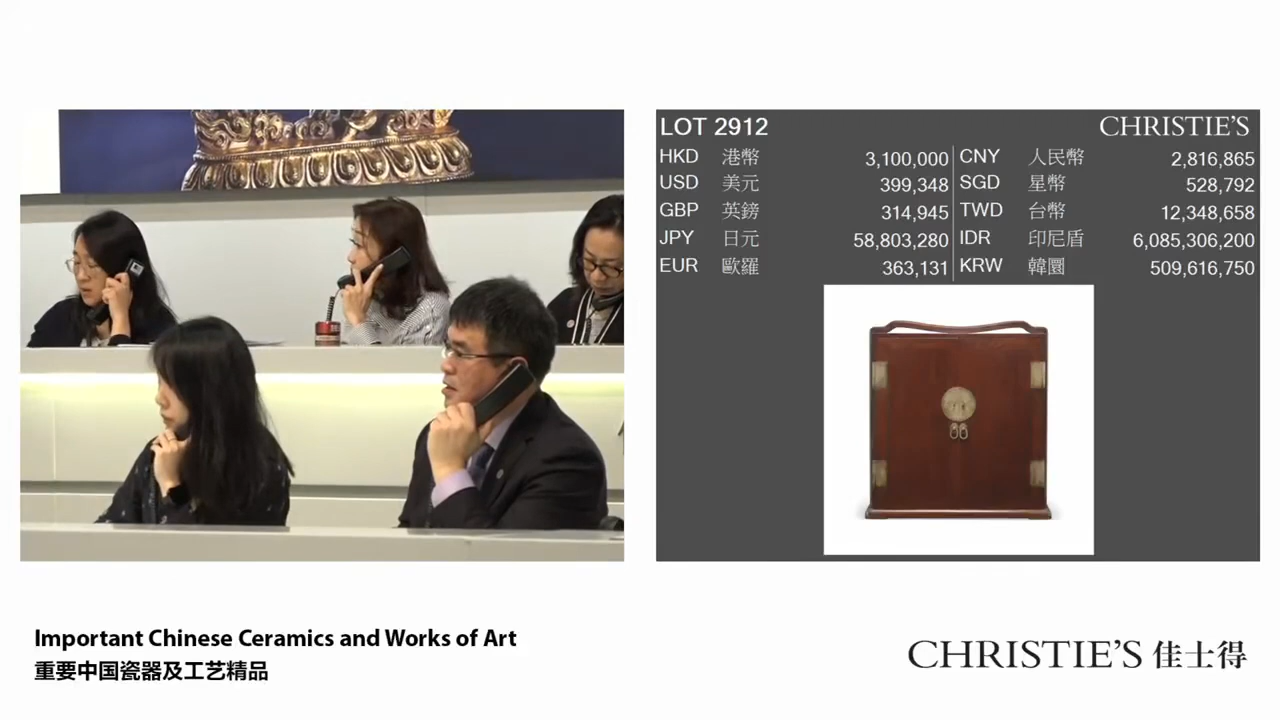 LOT 2912
CHRISTIE'S
HKD 港幣 3,100,000 CNY 人民幣 2,816,865
USD 美元 399,348 SGD 星幣 528,792
GBP 英鎊 314,945 TWD 台幣 12,348,658
JPY 日元 58,803,280 IDR 印尼盾 6,085,306,200
EUR 歐羅 363,131 KRW 韓圜 509,616,750
Important Chinese Ceramics and Works of Art
重要中国瓷器及工艺精品
CHRISTIE'S 佳士得